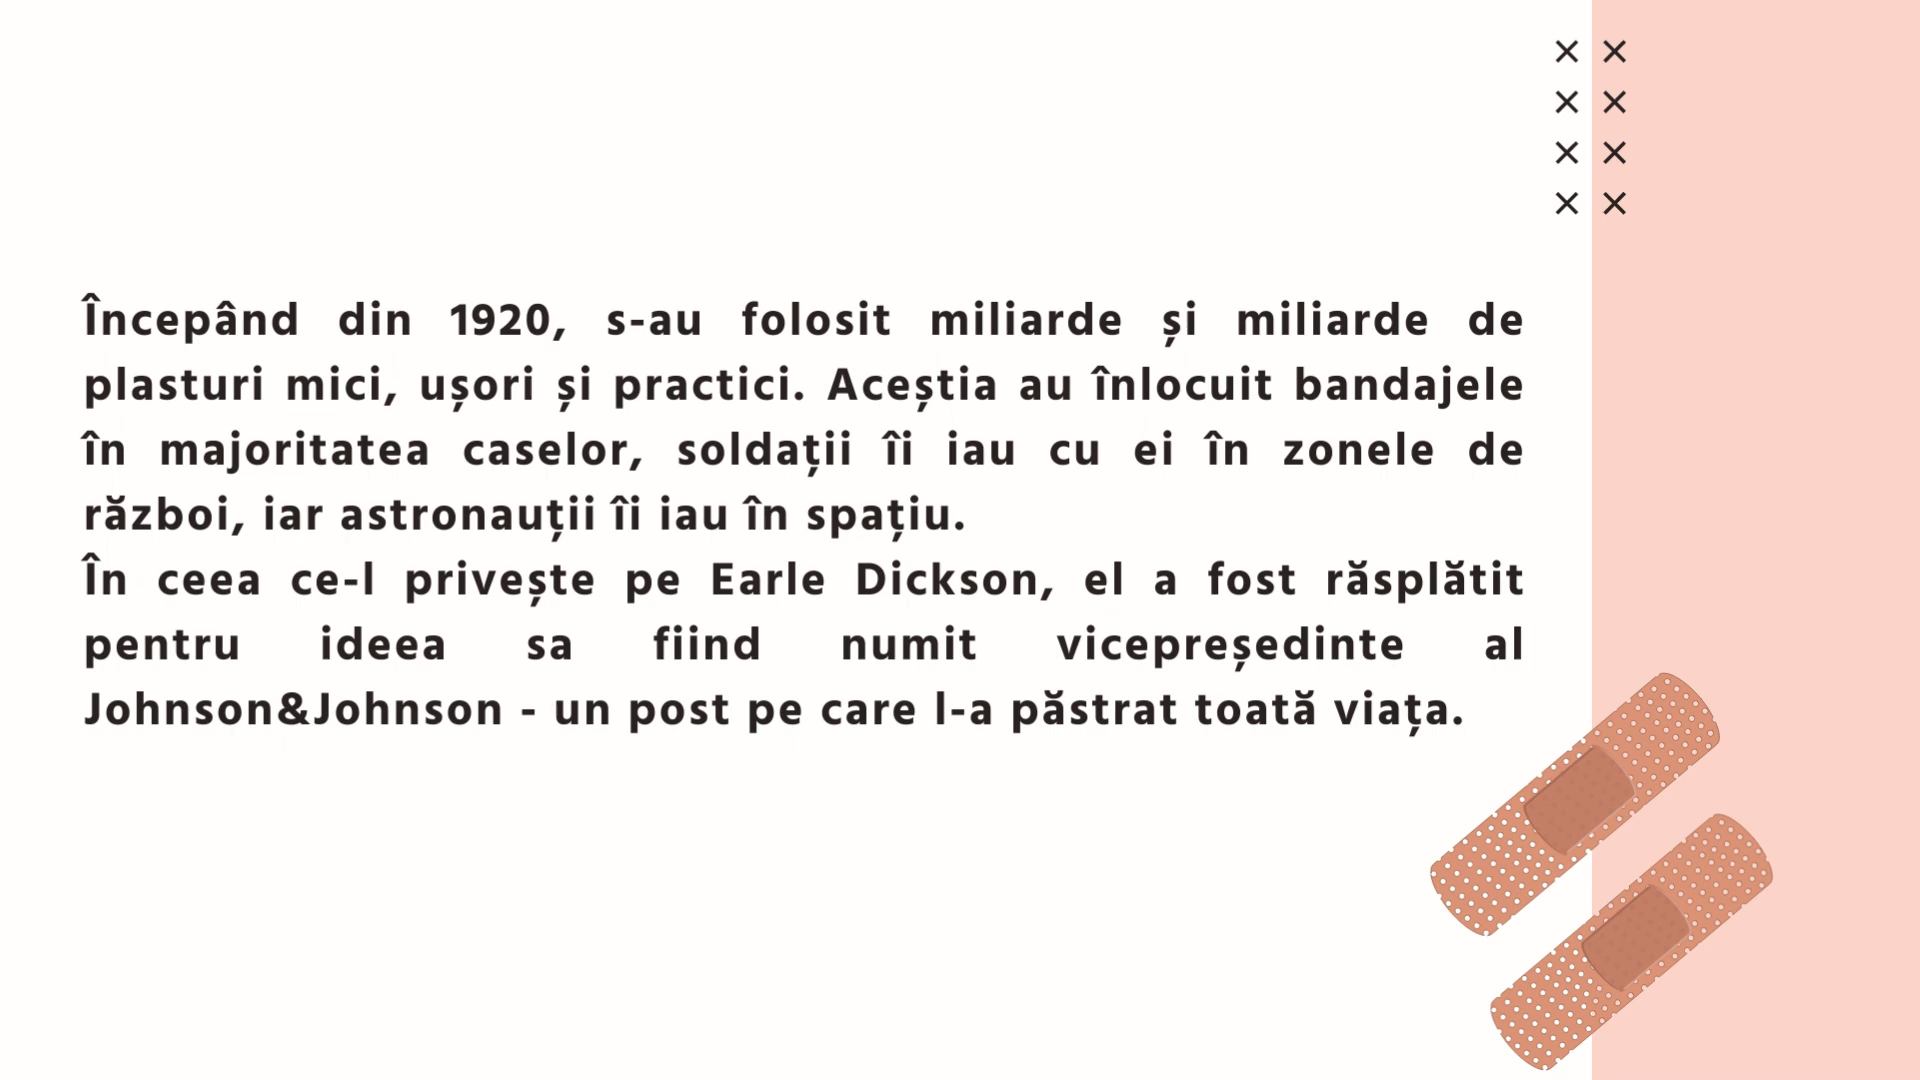 Începând din 1920, s-au folosit miliarde și miliarde de
plasturi mici, ușori și practici. Aceștia au înlocuit bandajele
în majoritatea caselor, soldații îi iau cu ei în zonele de
război, iar astronauții îi iau în spațiu.
În ceea ce-l privește pe Earle Dickson, el a fost răsplătit
pentru ideea sa fiind numit vicepreședinte al
Johnson&Johnson - un post pe care l-a păstrat toată viața.